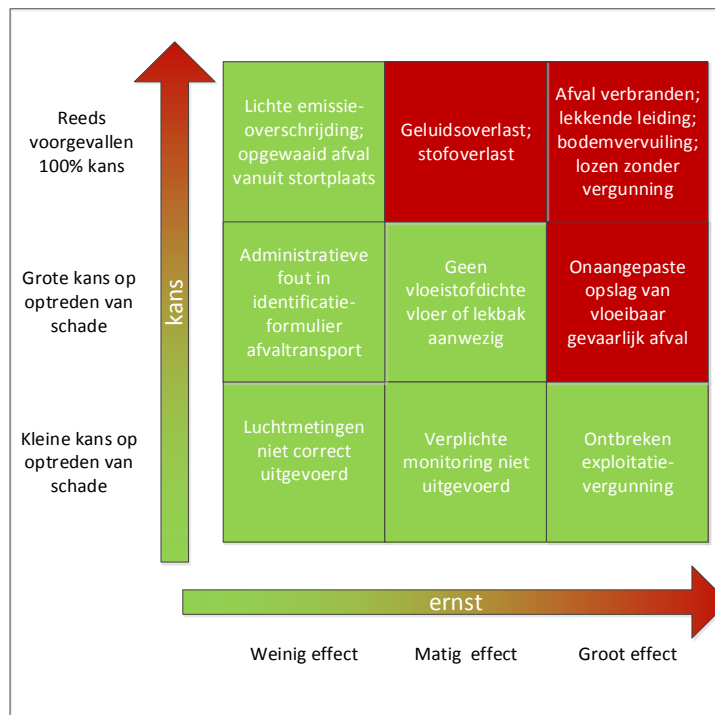 Reeds
voorgevallen
100% kans
Lichte emissie-
overschrijding;
opgewaaid afval
vanuit stortplaats
Geluidsoverlast;
stofoverlast
Afval verbranden;
lekkende leiding;
bodemvervuiling;
lozen zonder
vergunning
Grote kans op
optreden van
schade
kans
Administratieve
fout in
identificatie-
formulier
afvaltransport
Geen
vloeistofdichte
vloer of lekbak
aanwezig
Onaangepaste
opslag van
vloeibaar
gevaarlijk afval
Kleine kans op
optreden van
schade
Luchtmetingen
niet correct
uitgevoerd
Verplichte
monitoring niet
uitgevoerd
Ontbreken
exploitatie-
vergunning
ernst
Weinig effect
Matig effect
Groot effect